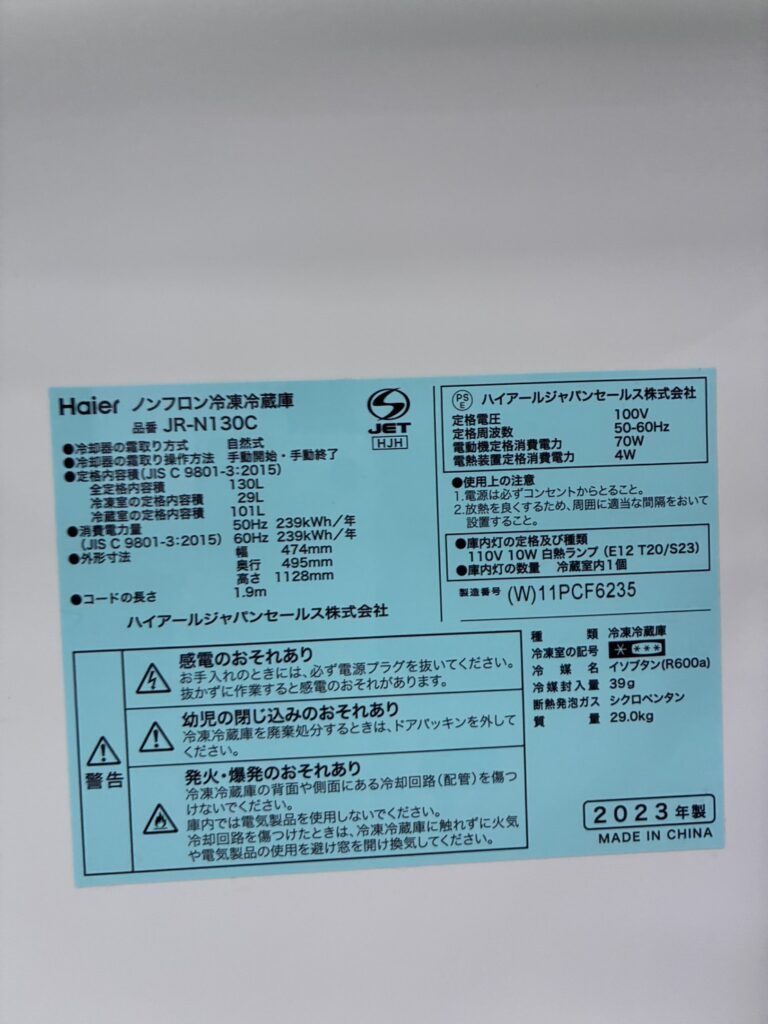 Haier ノンフロン冷凍冷蔵庫
品番 JR-N130C
JET
HJH
●冷却器の霜取り方式 自然式
●冷却器の霜取り操作方法 手動開始・手動終了
●定格内容積(JIS C 9801-3:2015)
全定格内容積 130L
冷凍室の定格内容積 29L
冷蔵室の定格内容積 101L
●消費電力量 50Hz 239kWh/年
(JIS C 9801-3:2015) 60Hz 239kWh/年
●外形寸法 幅 474mm
奥行 495mm
高さ 1128mm
●コードの長さ 1.9m
ハイアールジャパンセールス株式会社
PSE ハイアールジャパンセールス株式会社
定格電圧 100V
定格周波数 50-60Hz
電動機定格消費電力 70W
電熱装置定格消費電力 4W
●使用上の注意
1.電源は必ずコンセントからとること。
2.放熱を良くするため、周囲に適当な間隔をおいて
設置すること。
●庫内灯の定格及び種類
110V 10W 白熱ランプ (E12 T20/S23)
●庫内灯の数量 冷蔵室内1個
製造番号 (W)11PCF6235
警告
感電のおそれあり
お手入れのときには、必ず電源プラグを抜いてください。
抜かずに作業すると感電のおそれがあります。
幼児の閉じ込みのおそれあり
冷凍冷蔵庫を廃棄処分するときは、ドアパッキンを外して
ください。
発火・爆発のおそれあり
冷凍冷蔵庫の背面や側面にある冷却回路(配管)を傷つ
けないでください。
庫内では電気製品を使用しないでください。
冷却回路を傷つけたときは、冷凍冷蔵庫に触れずに火気
や電気製品の使用を避け窓を開け換気してください。
種類 冷凍冷蔵庫
冷凍室の記号 * ***
冷媒名 イソブタン(R600a)
冷媒封入量 39g
断熱発泡ガス シクロペンタン
質量 29.0kg
2023年製
MADE IN CHINA